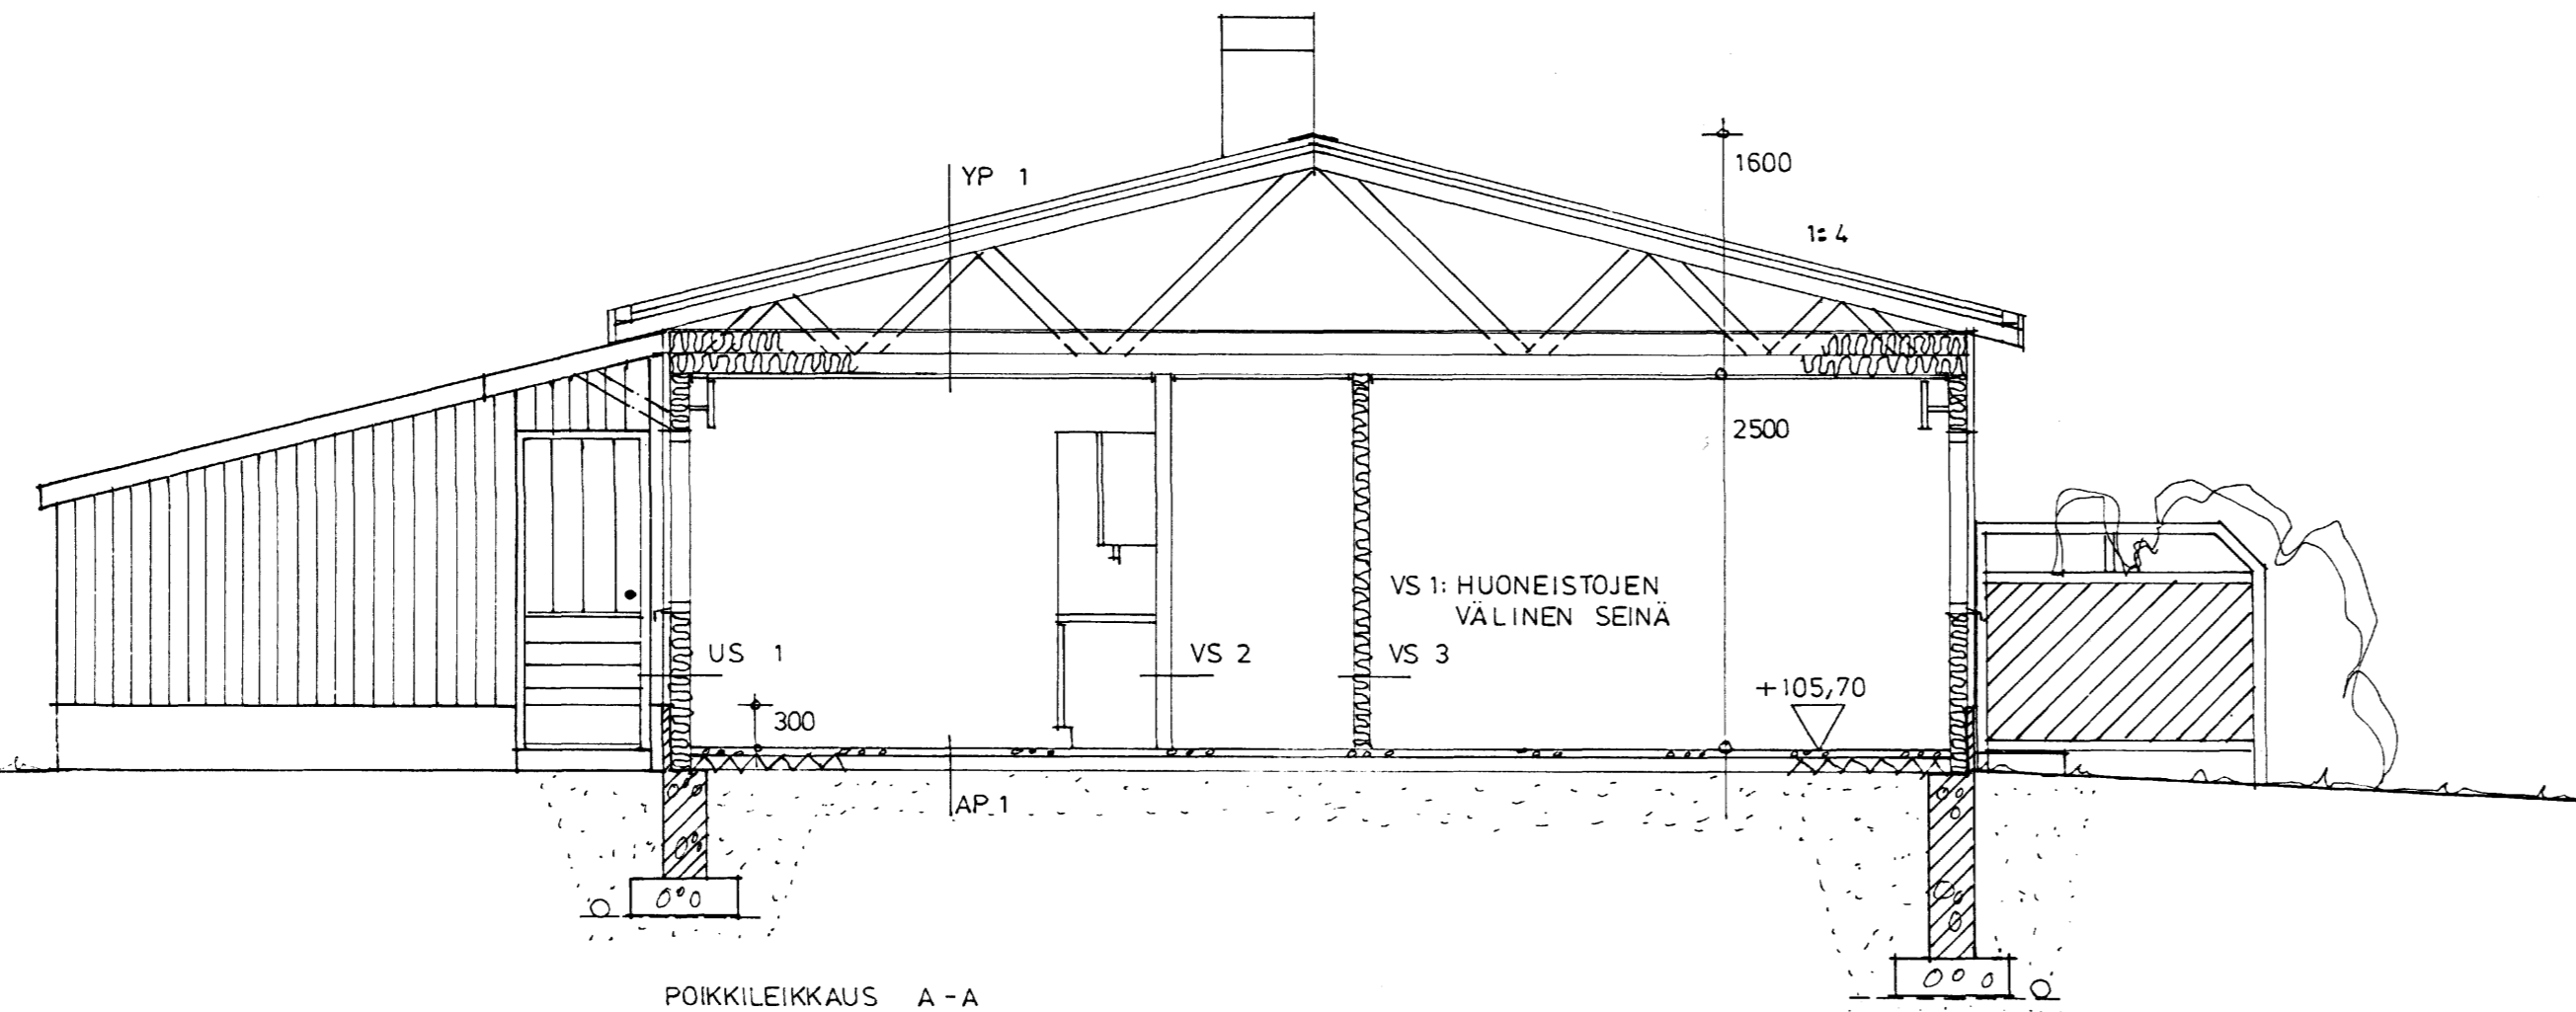 YP 1
1600
1:4
2500
VS 1: HUONEISTOJEN
VÄLINEN SEINÄ
US 1
VS 2
VS 3
+105,70
300
AP.1
POIKKILEIKKAUS A-A